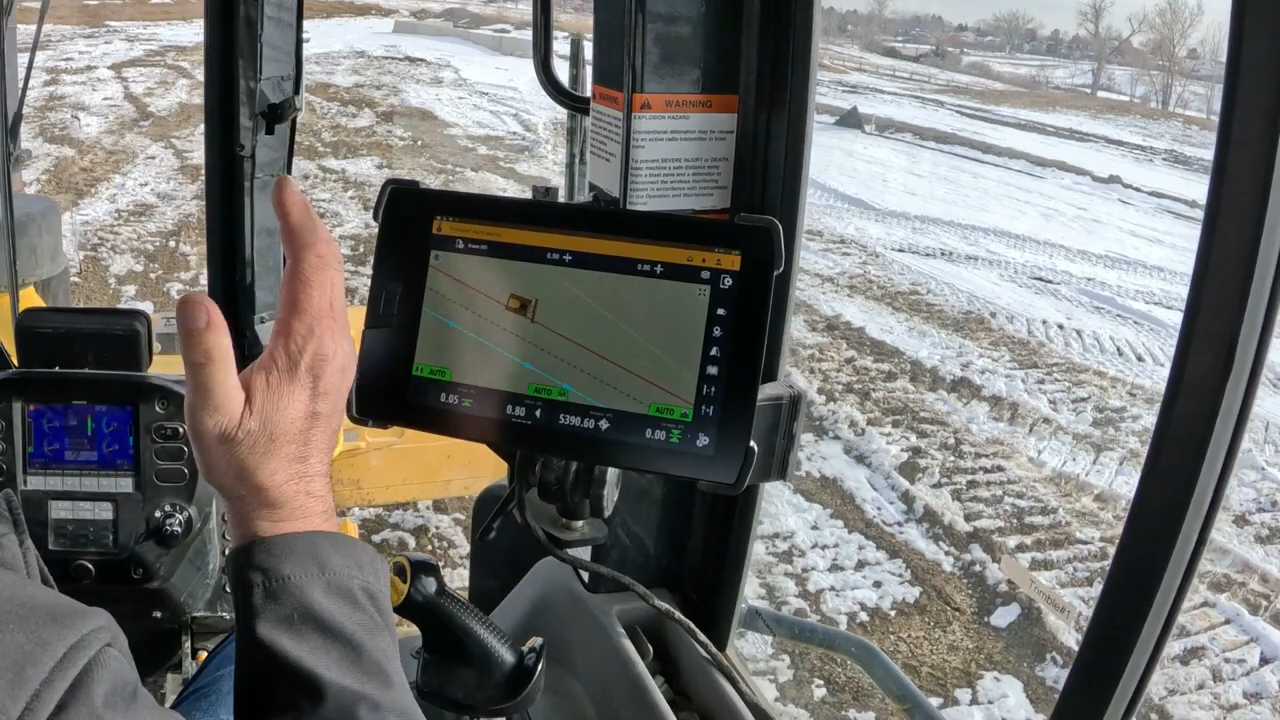 WARNING
WARNING
EXPLOSION HAZARD
Unintentional detonation may be caused
by an active radio transmitter in blast
zone.
To prevent SEVERE INJURY or DEATH,
keep machine a safe distance away
from a blast zone and a detonator or
disconnect the wireless monitoring
system in accordance with instructions
in the Operation and Maintenance
Manual.
0.00
0.00
AUTO
AUTO
AUTO
0.05
0.80
5390.60
0.00
Trimble#1